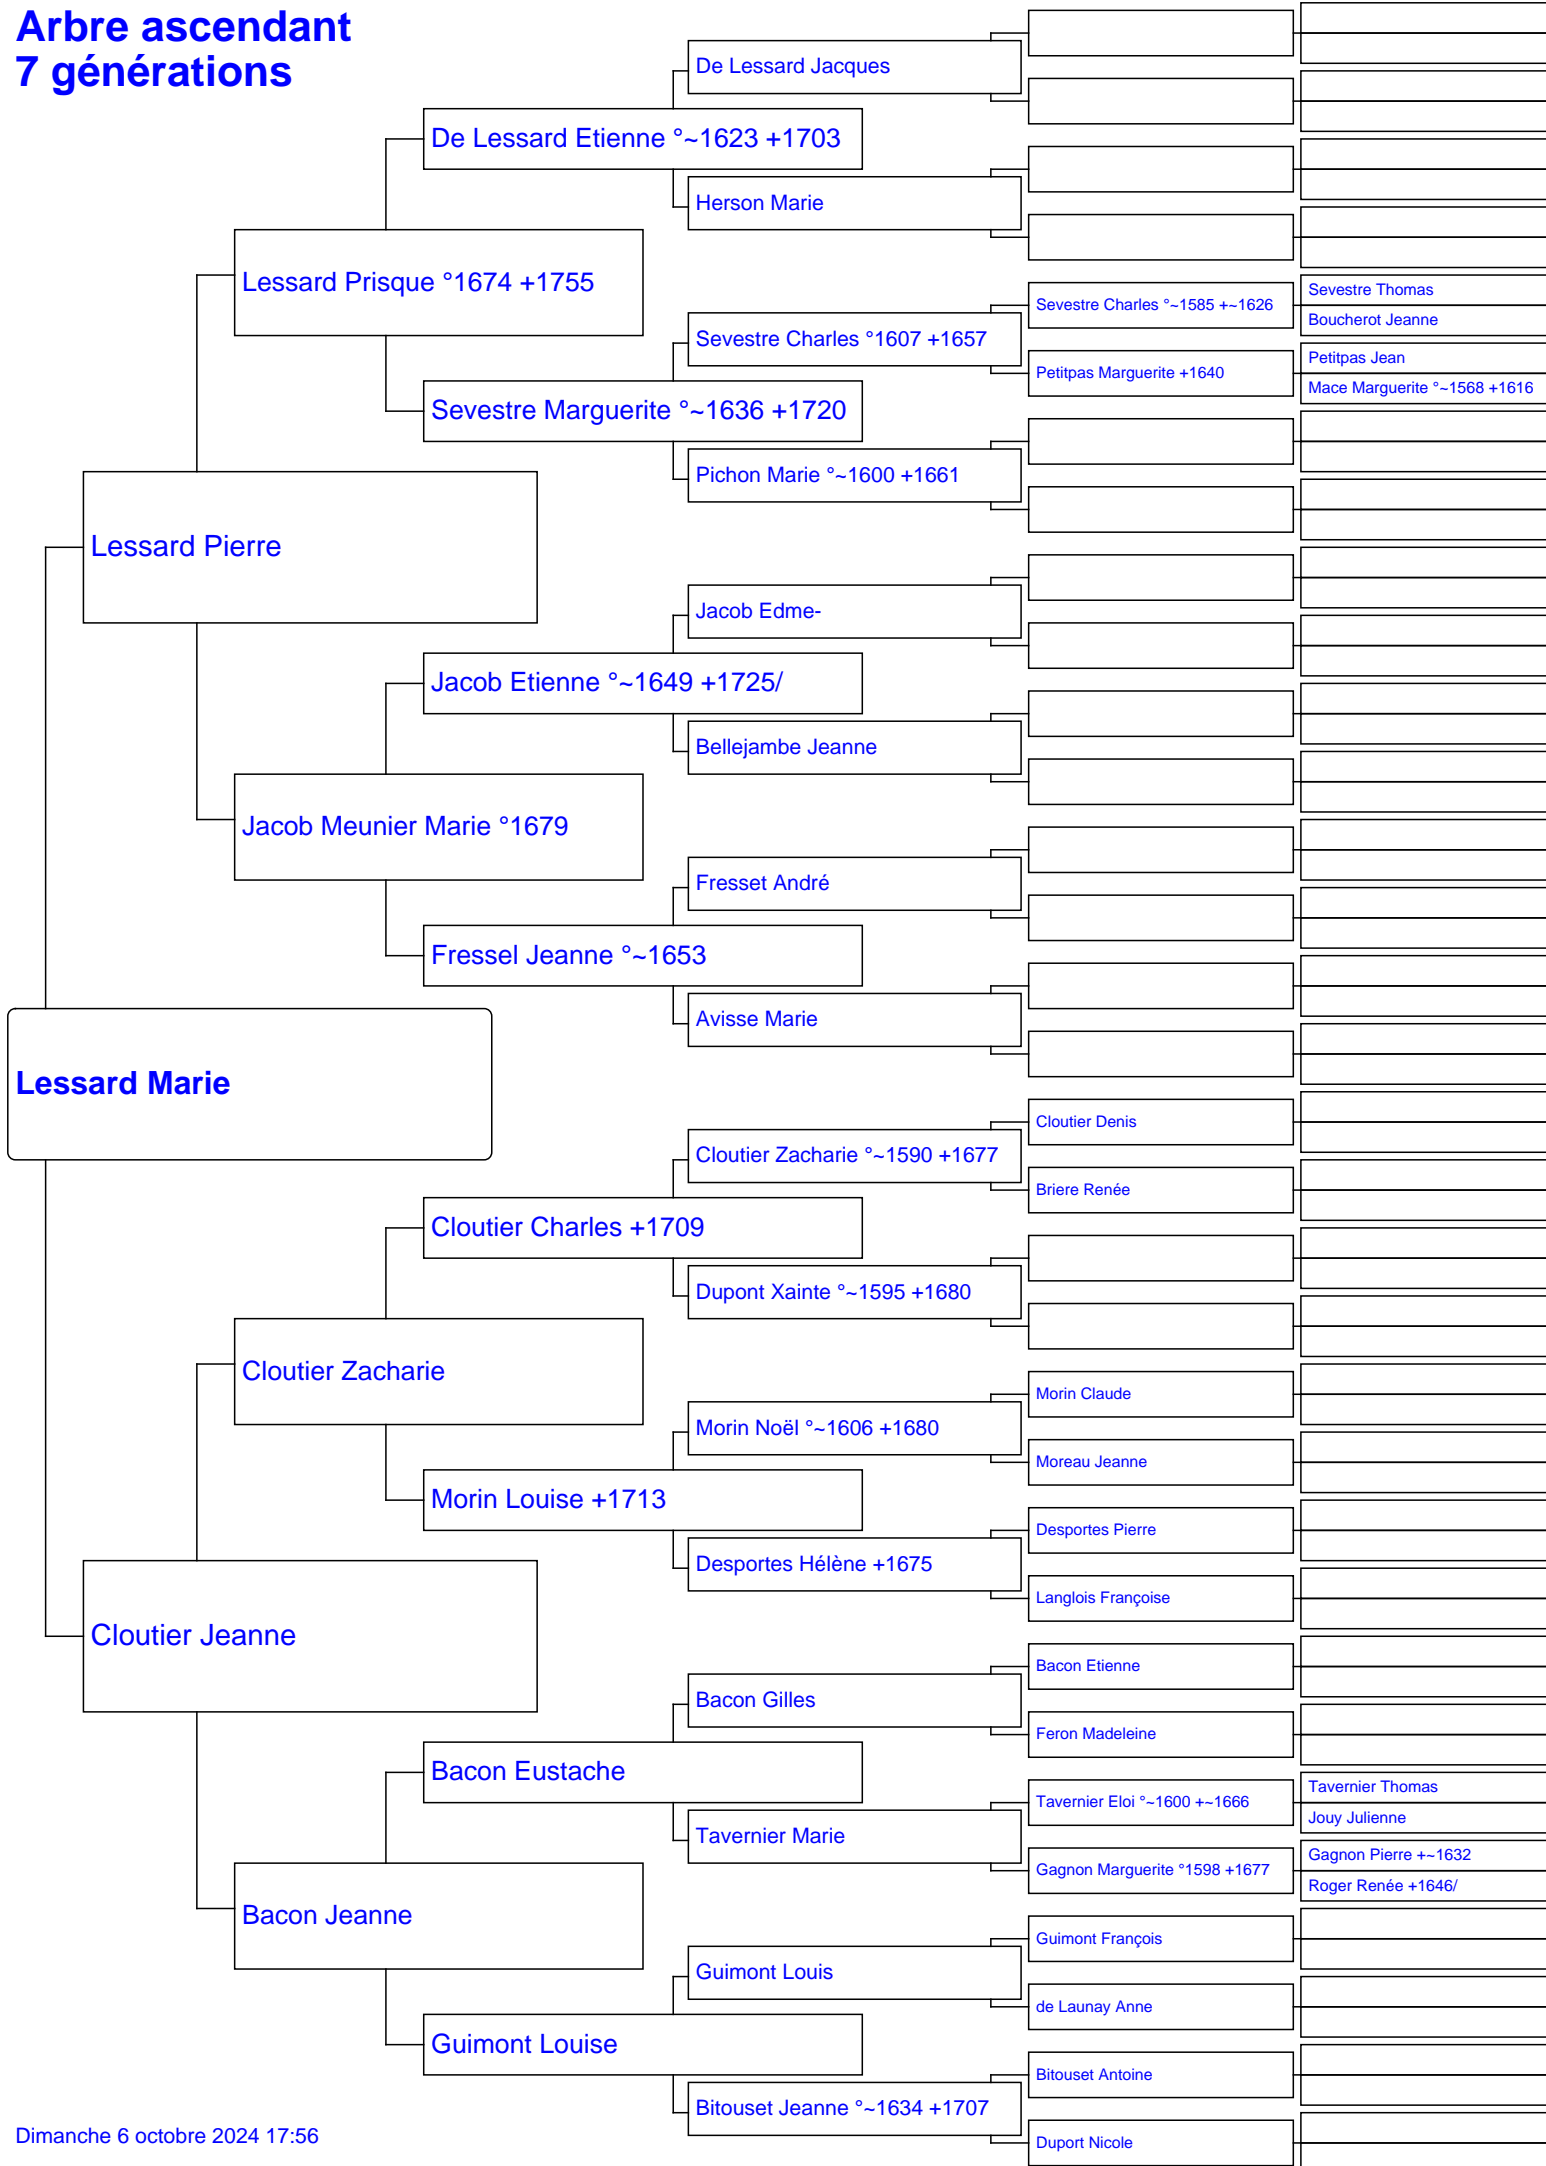 Arbre ascendant
7 générations
De Lessard Jacques
De Lessard Etienne °~1623 +1703
Herson Marie
Lessard Prisque °1674 +1755
Sevestre Charles °~1585 +~1626
Sevestre Thomas
Boucherot Jeanne
Sevestre Charles °1607 +1657
Petitpas Marguerite +1640
Petitpas Jean
Mace Marguerite °~1568 +1616
Sevestre Marguerite °~1636 +1720
Pichon Marie °~1600 +1661
Lessard Pierre
Jacob Edme-
Jacob Etienne °~1649 +1725/
Bellejambe Jeanne
Jacob Meunier Marie °1679
Fresset André
Fressel Jeanne °~1653
Avisse Marie
Lessard Marie
Cloutier Denis
Cloutier Zacharie °~1590 +1677
Briere Renée
Cloutier Charles +1709
Dupont Xainte °~1595 +1680
Cloutier Zacharie
Morin Claude
Morin Noël °~1606 +1680
Moreau Jeanne
Morin Louise +1713
Desportes Pierre
Desportes Hélène +1675
Langlois Françoise
Cloutier Jeanne
Bacon Etienne
Bacon Gilles
Feron Madeleine
Bacon Eustache
Tavernier Eloi °~1600 +~1666
Tavernier Thomas
Jouy Julienne
Tavernier Marie
Gagnon Marguerite °1598 +1677
Gagnon Pierre +~1632
Roger Renée +1646/
Bacon Jeanne
Guimont François
Guimont Louis
de Launay Anne
Guimont Louise
Bitouset Antoine
Bitouset Jeanne °~1634 +1707
Duport Nicole
Dimanche 6 octobre 2024 17:56